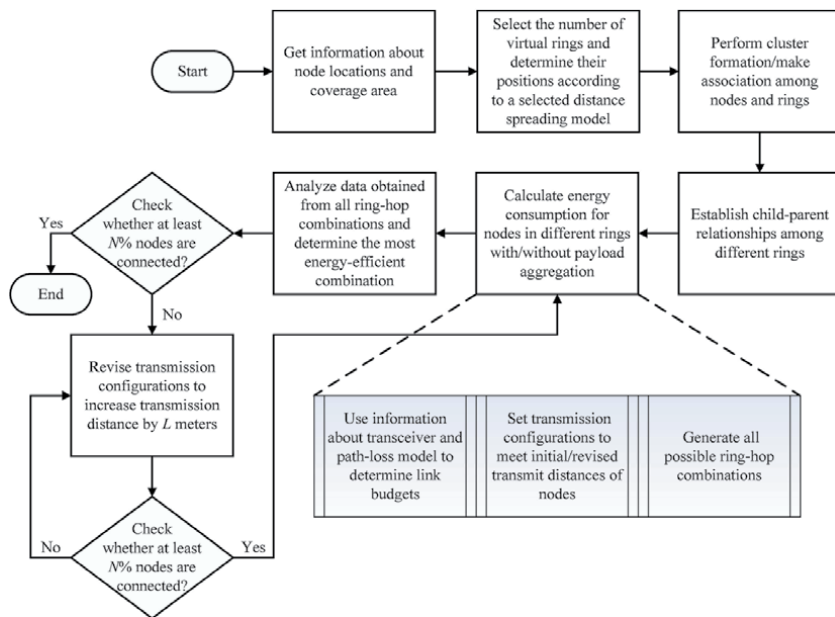 Start
Get information about
node locations and
coverage area
Select the number of
virtual rings and
determine their
positions according
to a selected distance
spreading model
Perform cluster
formation/make
association among
nodes and rings
Establish child-parent
relationships among
different rings
Calculate energy
consumption for
nodes in different rings
with/without payload
aggregation
Analyze data obtained
from all ring-hop
combinations and
determine the most
energy-efficient
combination
Check
whether at least
N% nodes are
connected?
Yes
End
No
Revise transmission
configurations to
increase transmission
distance by L meters
Check
whether at least
N% nodes are
connected?
No
Yes
Use information
about transceiver and
path-loss model to
determine link
budgets
Set transmission
configurations to
meet initial/revised
transmit distances of
nodes
Generate all
possible ring-hop
combinations